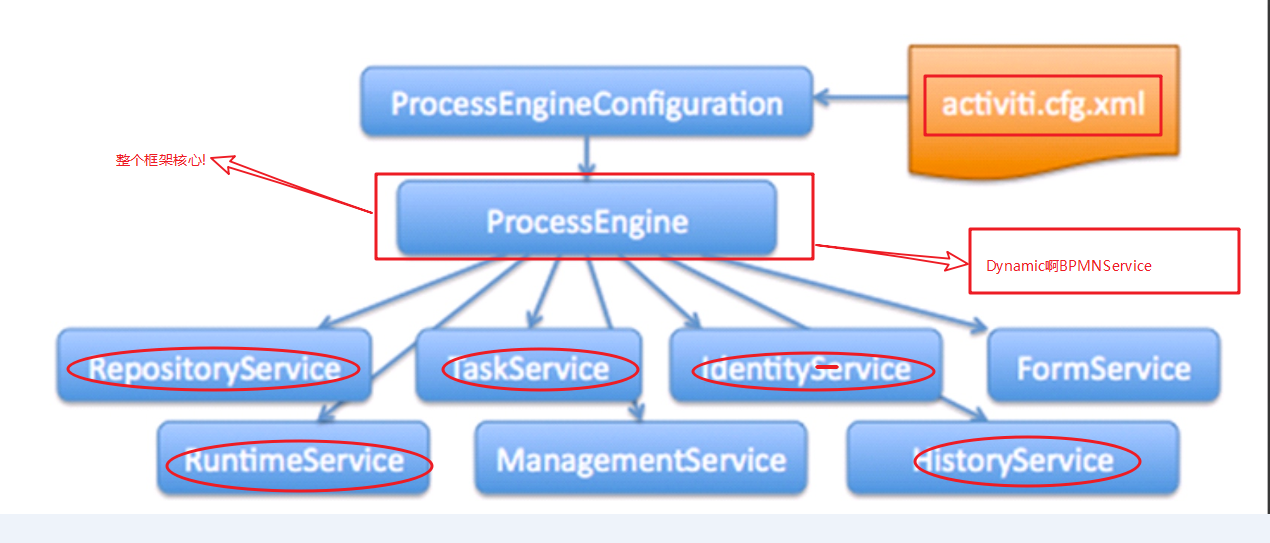 ProcessEngineConfiguration
activiti.cfg.xml
整个框架核心!
ProcessEngine
Dynamic啊BPMNService
RepositoryService
TaskService
IdentityService
FormService
RuntimeService
ManagementService
HistoryService